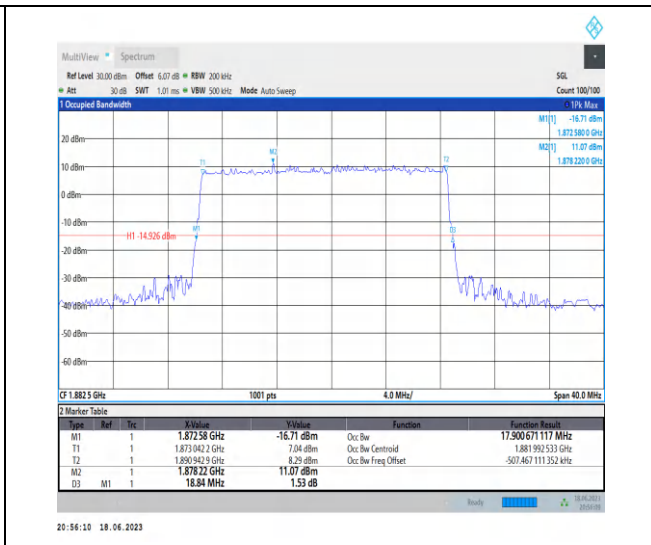 MultiView Spectrum
Ref Level 30.00 dBm Offset 6.07 dB RBW 200 kHz SGL
Att 30 dB SWT 1.01 ms VBW 500 kHz Mode Auto Sweep Count 100/100
1 Occupied Bandwidth 1Pk Max
M1[1] -16.71 dBm
1.872 580 0 GHz
M2[1] 11.07 dBm
1.878 220 0 GHz
20 dBm
M2
T1
T2
10 dBm
0 dBm
-10 dBm
M1
D3
H1 -14.926 dBm
-20 dBm
-30 dBm
-40 dBm
-50 dBm
-60 dBm
CF 1.882 5 GHz 1001 pts 4.0 MHz/ Span 40.0 MHz
2 Marker Table
Type Ref Trc X-Value Y-Value Function Function Result
M1 1 1.872 58 GHz -16.71 dBm Occ Bw 17.900 671 117 MHz
T1 1 1.873 042 2 GHz 7.04 dBm Occ Bw Centroid 1.881 992 533 GHz
T2 1 1.890 942 9 GHz 8.29 dBm Occ Bw Freq Offset -507.467 111 352 kHz
M2 1 1.878 22 GHz 11.07 dBm
D3 M1 1 18.84 MHz 1.53 dB
Ready 18.06.2023
20:56:10 18.06.2023